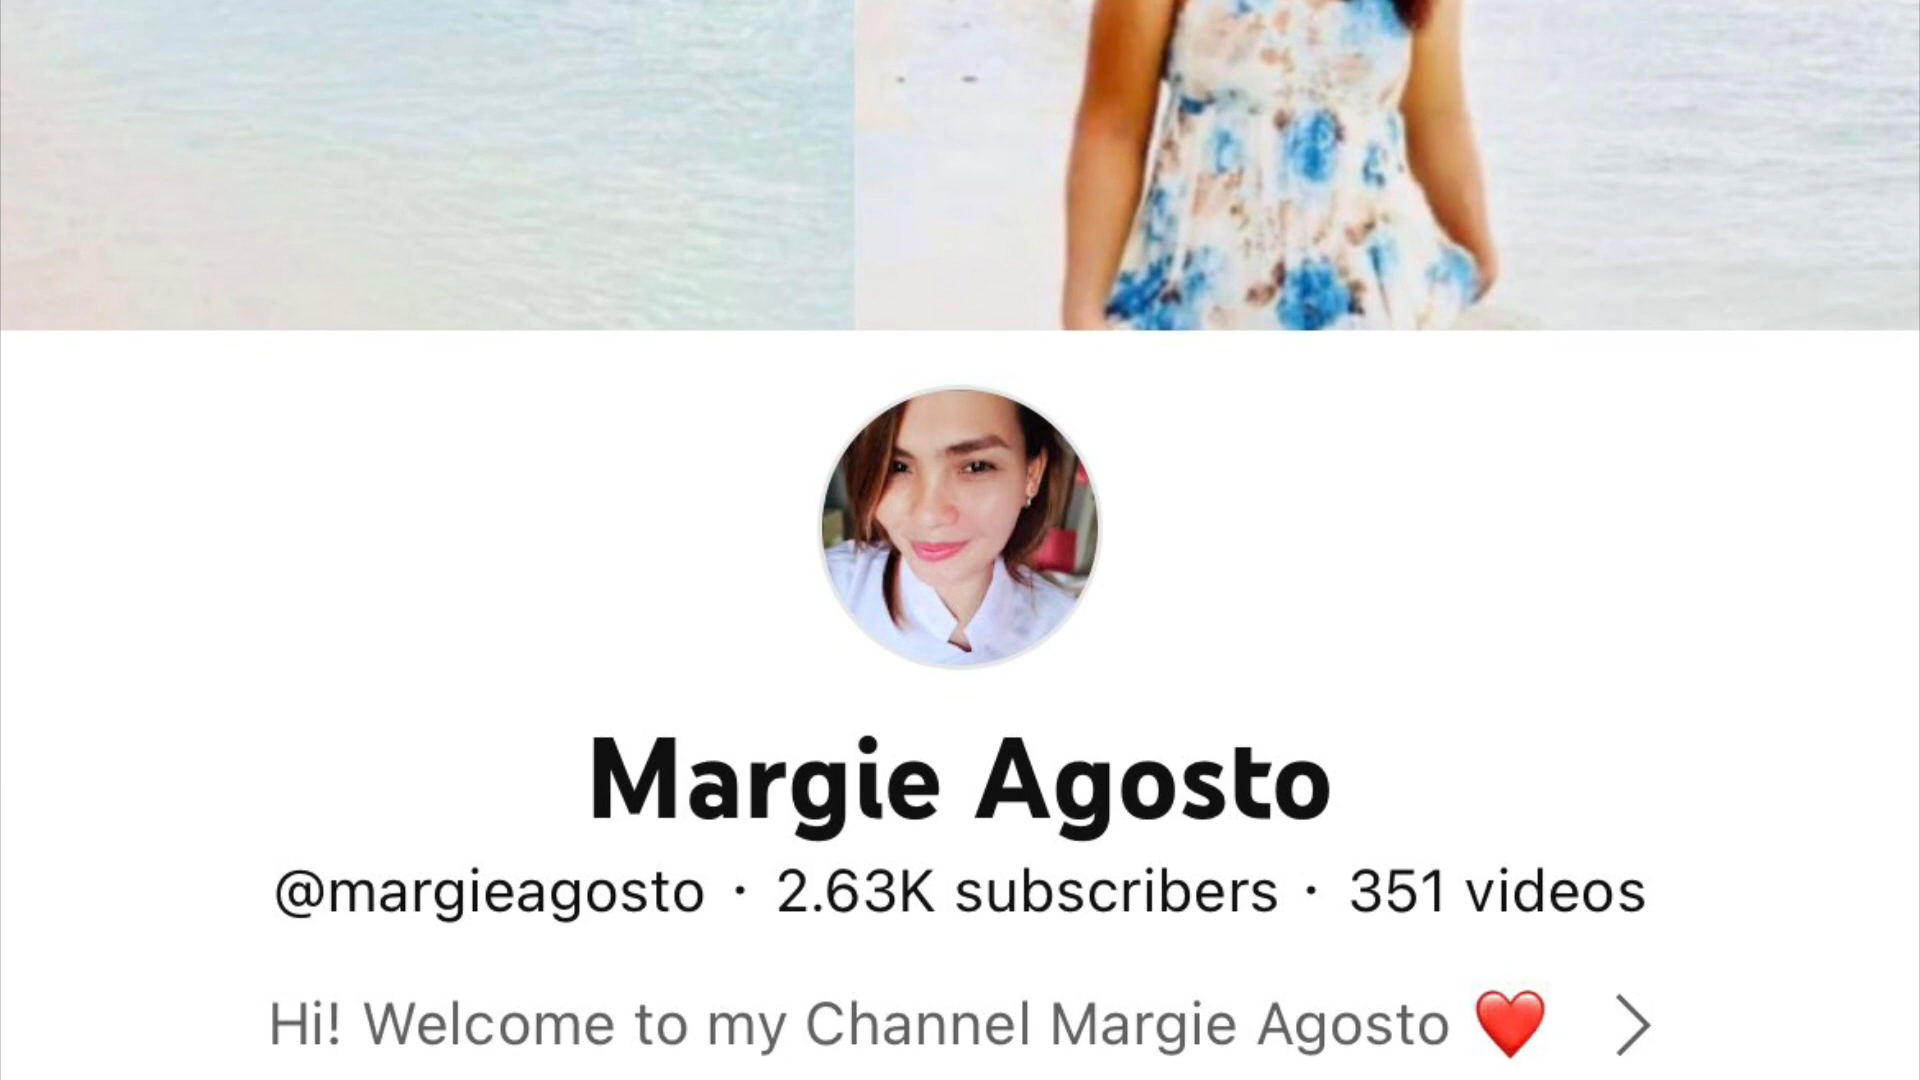 Margie Agosto
@margieagosto · 2.63K subscribers · 351 videos
Hi! Welcome to my Channel Margie Agosto ❤️ >